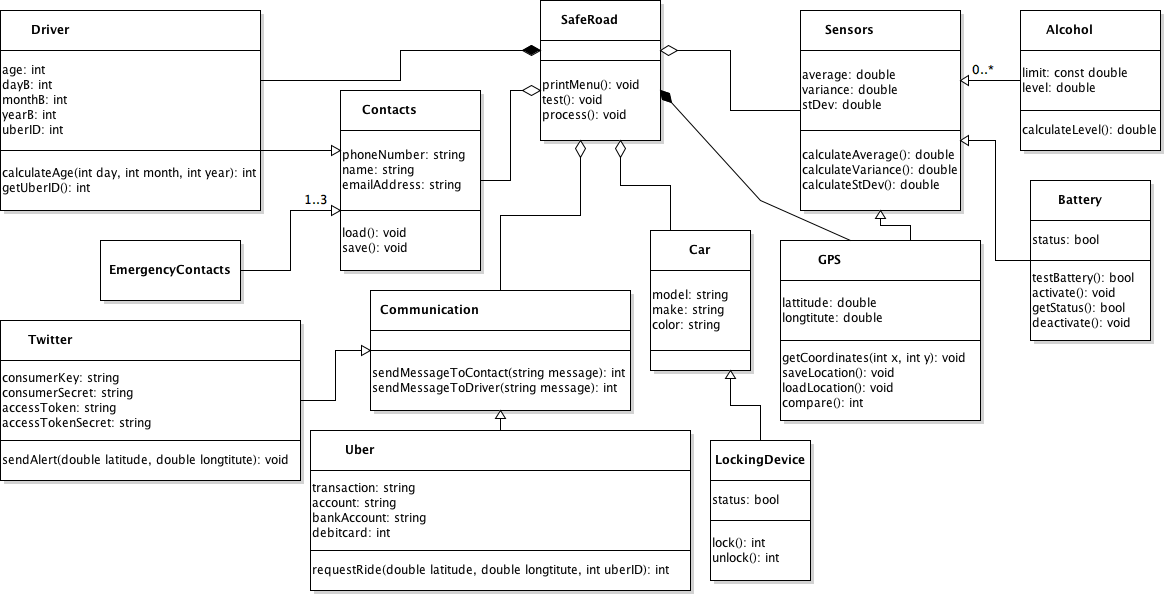 Driver
age: int
dayB: int
monthB: int
yearB: int
uberID: int
calculateAge(int day, int month, int year): int
getUberID(): int
SafeRoad
printMenu(): void
test(): void
process(): void
Sensors
average: double
variance: double
stDev: double
calculateAverage(): double
calculateVariance(): double
calculateStDev(): double
0..*
Alcohol
limit: const double
level: double
calculateLevel(): double
Contacts
phoneNumber: string
name: string
emailAddress: string
load(): void
save(): void
1..3
EmergencyContacts
Battery
status: bool
testBattery(): bool
activate(): void
getStatus(): bool
deactivate(): void
Car
model: string
make: string
color: string
GPS
lattitude: double
longtitute: double
getCoordinates(int x, int y): void
saveLocation(): void
loadLocation(): void
compare(): int
Communication
sendMessageToContact(string message): int
sendMessageToDriver(string message): int
Twitter
consumerKey: string
consumerSecret: string
accessToken: string
accessTokenSecret: string
sendAlert(double latitude, double longtitute): void
Uber
transaction: string
account: string
bankAccount: string
debitcard: int
requestRide(double latitude, double longtitute, int uberID): int
LockingDevice
status: bool
lock(): int
unlock(): int